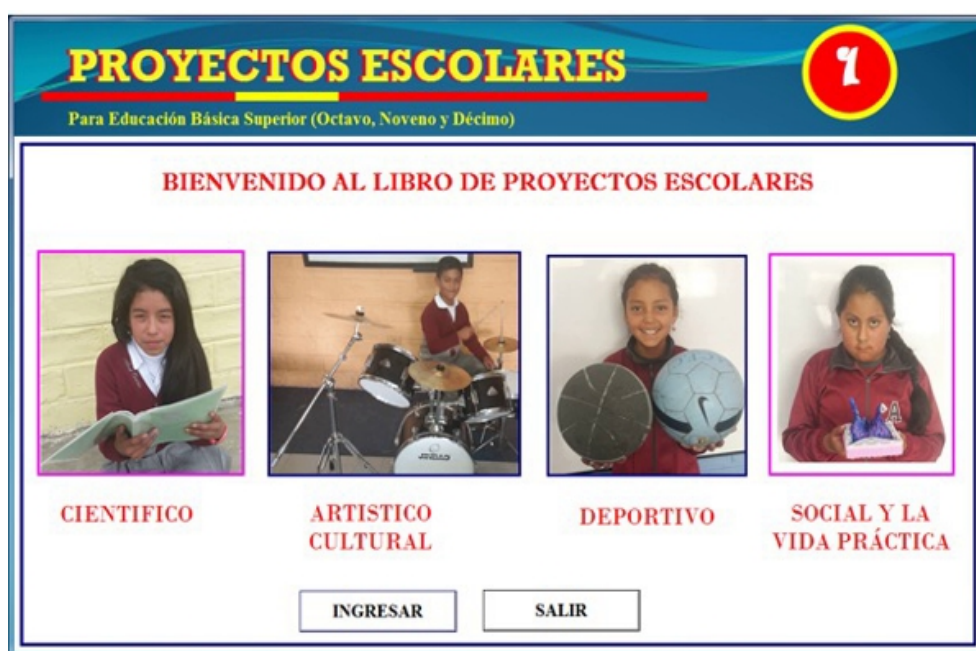 PROYECTOS ESCOLARES
1
Para Educación Básica Superior (Octavo, Noveno y Décimo)
BIENVENIDO AL LIBRO DE PROYECTOS ESCOLARES
CIENTIFICO
ARTISTICO
CULTURAL
DEPORTIVO
SOCIAL Y LA
VIDA PRÁCTICA
INGRESAR
SALIR